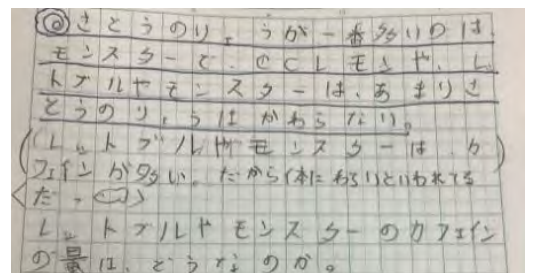 ◎さとうのりょうが一番多いのは、
モンスターで、CCレモンや、レッ
トブルやモンスターは、あまりさ
とうのりょうはかわらない。
(レットブルやモンスターは、カ
フェインが多い。だから体にわるいといわれてる
た。
レットブルやモンスターのカフェイン
の量は、どうなのか。